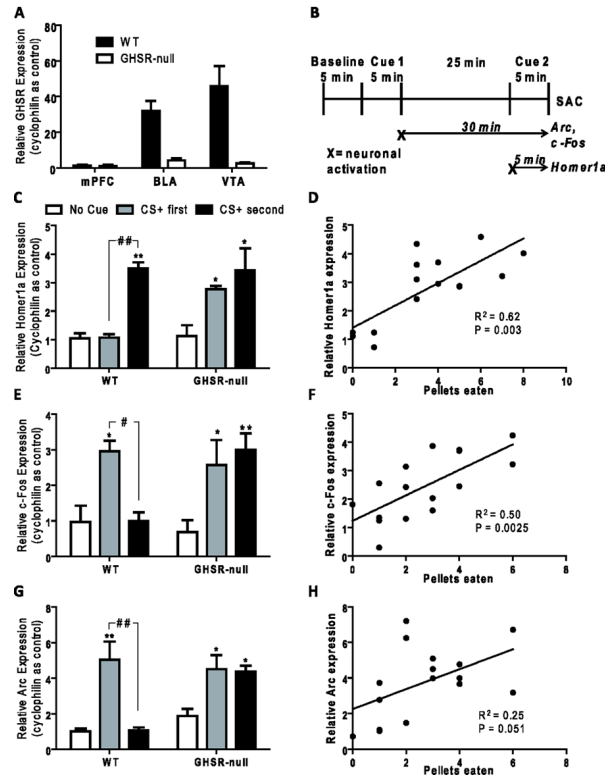 A
Relative GHSR Expression
(cyclophilin as control)
80
60
40
20
0
WT
GHSR-null
mPFC BLA VTA
B
Baseline Cue 1 25 min Cue 2
5 min 5 min 5 min
SAC
X 30 min Arc,
c-Fos
X= neuronal
activation
5 min
X Homer1a
C
No Cue CS+ first CS+ second
Relative Homer1a Expression
(Cyclophilin as control)
5
4
3
2
1
0
##
**
*
*
WT GHSR-null
D
Relative Homer1a expression
5
4
3
2
1
0
R² = 0.62
P = 0.003
0 2 4 6 8 10
Pellets eaten
E
Relative c-Fos Expression
(cyclophilin as control)
4
3
2
1
0
*
#
*
**
WT GHSR-null
F
Relative c-Fos Expression
5
4
3
2
1
0
R² = 0.50
P = 0.0025
0 2 4 6 8
Pellets eaten
G
Relative Arc Expression
(cyclophilin as control)
8
6
4
2
0
**
##
*
*
WT GHSR-null
H
Relative Arc Expression
8
6
4
2
0
R² = 0.25
P = 0.051
0 2 4 6 8
Pellets eaten